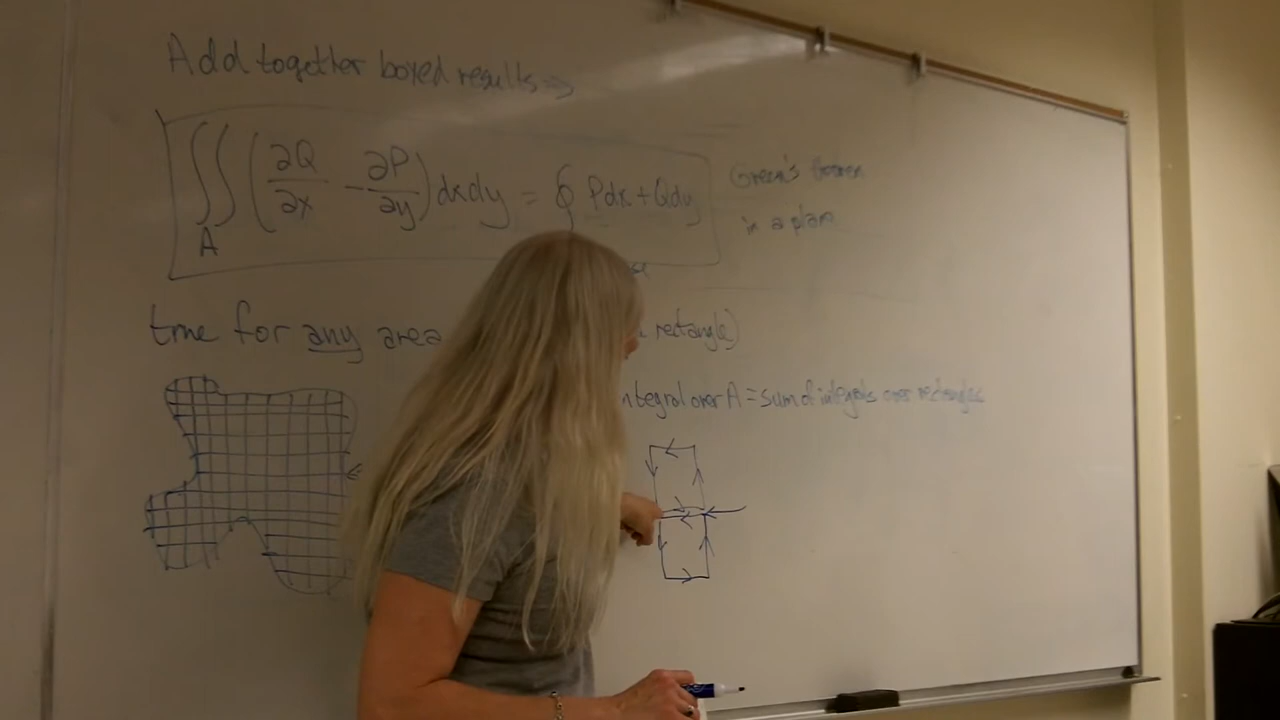 Add together boxed results ⇒
∬_A (∂Q/∂x - ∂P/∂y) dxdy = ∮ Pdx + Qdy
Green's theorem
in a plane
true for any area
rectangle)
integral over A = sum of integrals over rectangles